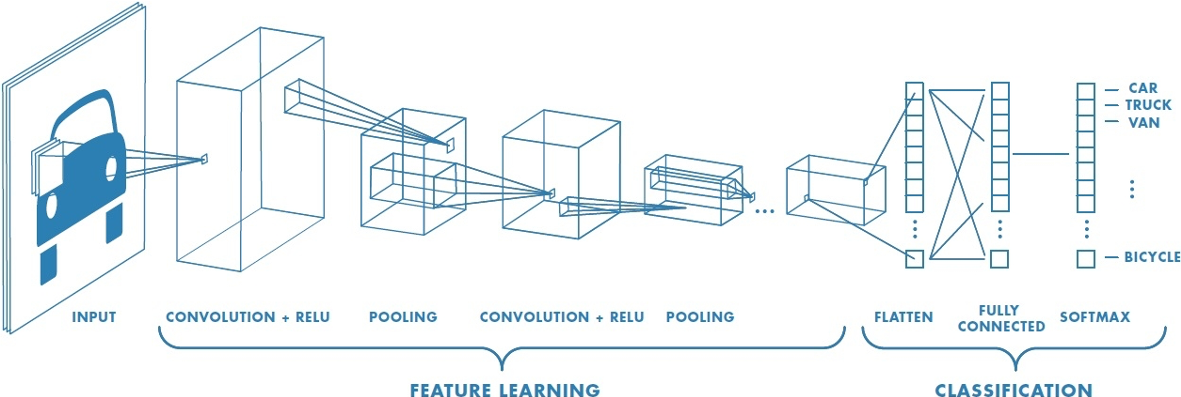 CAR
TRUCK
VAN
BICYCLE
INPUT
CONVOLUTION + RELU
POOLING
CONVOLUTION + RELU
POOLING
FLATTEN
FULLY
CONNECTED
SOFTMAX
FEATURE LEARNING
CLASSIFICATION